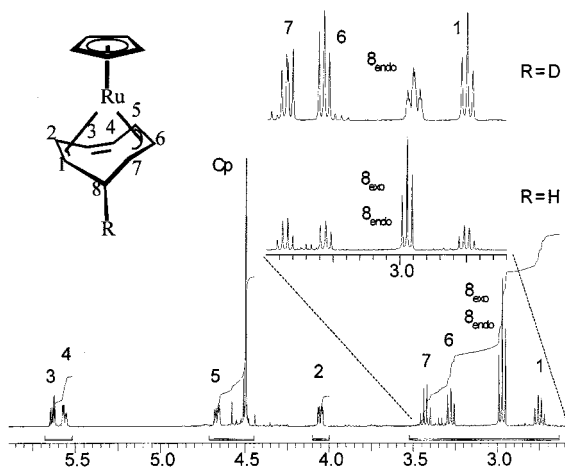 7 6 8endo 1 R=D
Ru
5
2 3 4 6
1 7
8
R
Cp
8exo
8endo R=H
3.0
8exo
8endo
3 4 5 2 7 6 1
5.5 5.0 4.5 4.0 3.5 3.0